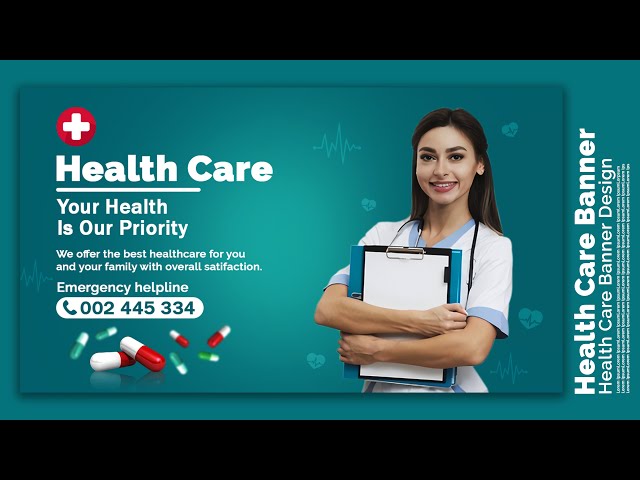 Health Care
Your Health
Is Our Priority
We offer the best healthcare for you
and your family with overall satifaction.
Emergency helpline
002 445 334
Health Care Banner
Health Care Banner Design